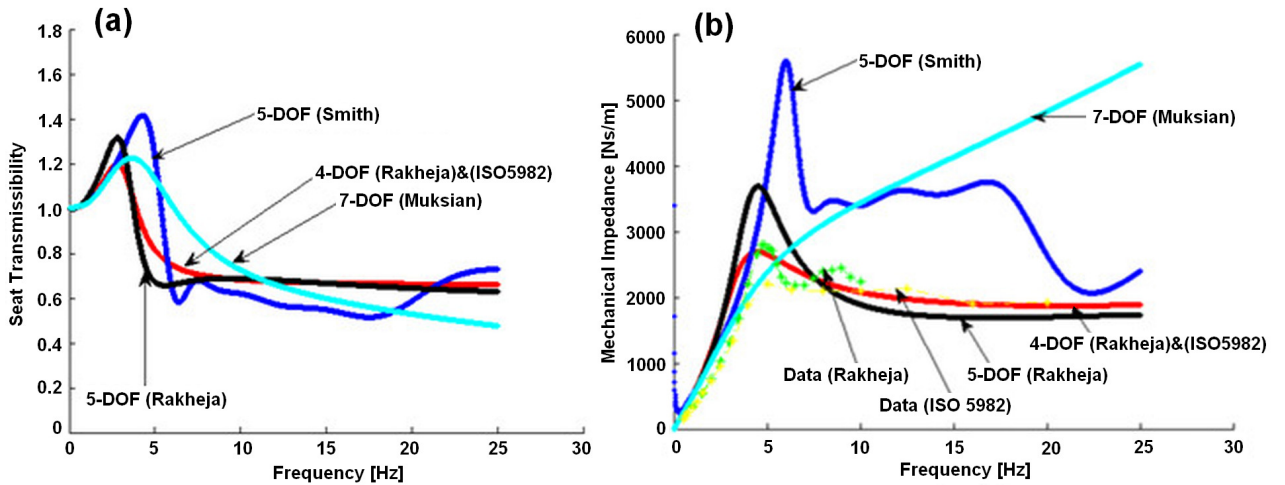 (a)
1.8
1.6
1.4
1.2
1.0
0.8
0.6
0.4
0.2
0
Seat Transmissibility
5-DOF (Smith)
4-DOF (Rakheja)&(ISO5982)
7-DOF (Muksian)
5-DOF (Rakheja)
0 5 10 15 20 25 30
Frequency [Hz]
(b)
6000
5000
4000
3000
2000
1000
0
Mechanical Impedance [Ns/m]
5-DOF (Smith)
7-DOF (Muksian)
4-DOF (Rakheja)&(ISO5982)
Data (Rakheja)
5-DOF (Rakheja)
Data (ISO 5982)
0 5 10 15 20 25 30
Frequency [Hz]